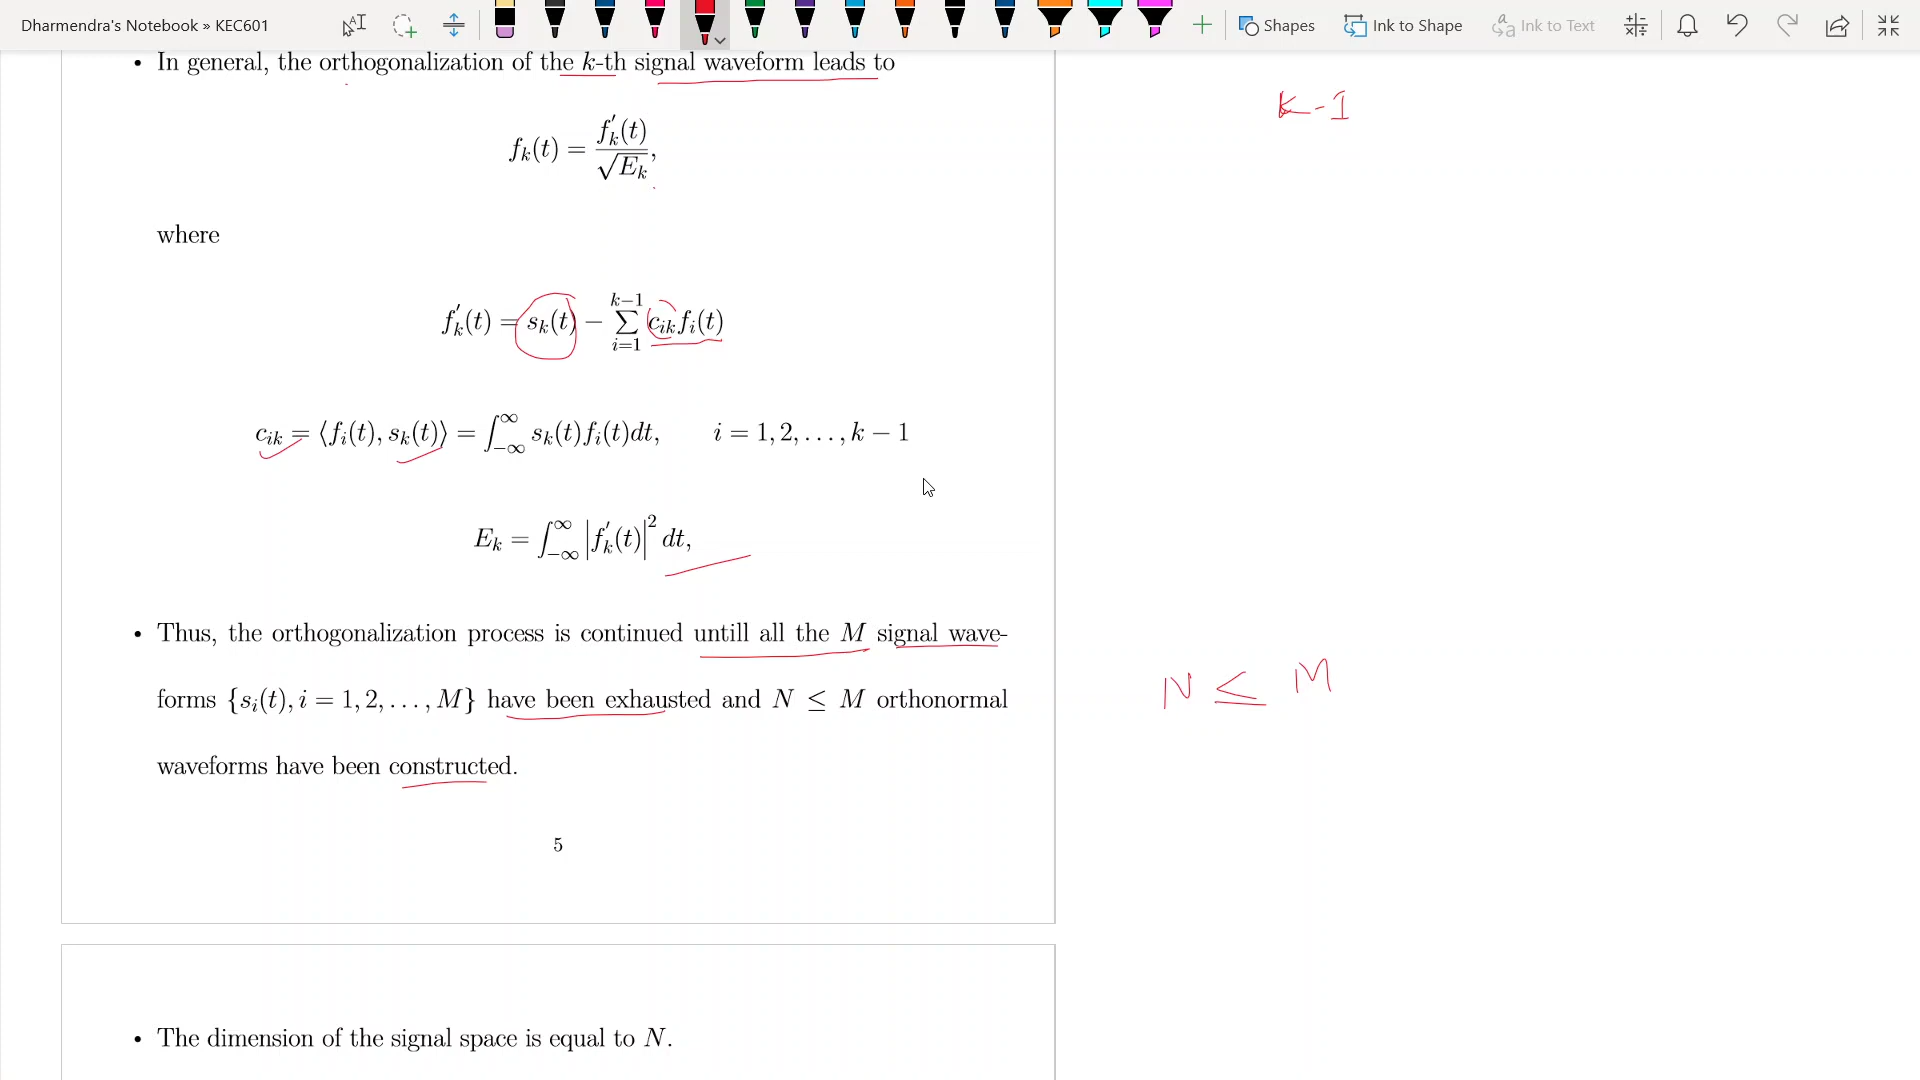 Dharmendra's Notebook » KEC601
Shapes
Ink to Shape
Ink to Text
• In general, the orthogonalization of the k-th signal waveform leads to
K-1
f_k(t) = f'_k(t) / √E_k,
where
f'_k(t) = s_k(t) − ∑_{i=1}^{k−1} c_{ik} f_i(t)
c_{ik} = ⟨f_i(t), s_k(t)⟩ = ∫_{−∞}^{∞} s_k(t) f_i(t) dt,   i = 1, 2, . . . , k − 1
E_k = ∫_{−∞}^{∞} |f'_k(t)|^2 dt,
• Thus, the orthogonalization process is continued untill all the M signal wave-
forms {s_i(t), i = 1, 2, . . . , M} have been exhausted and N ≤ M orthonormal
N ≤ M
waveforms have been constructed.
5
• The dimension of the signal space is equal to N.